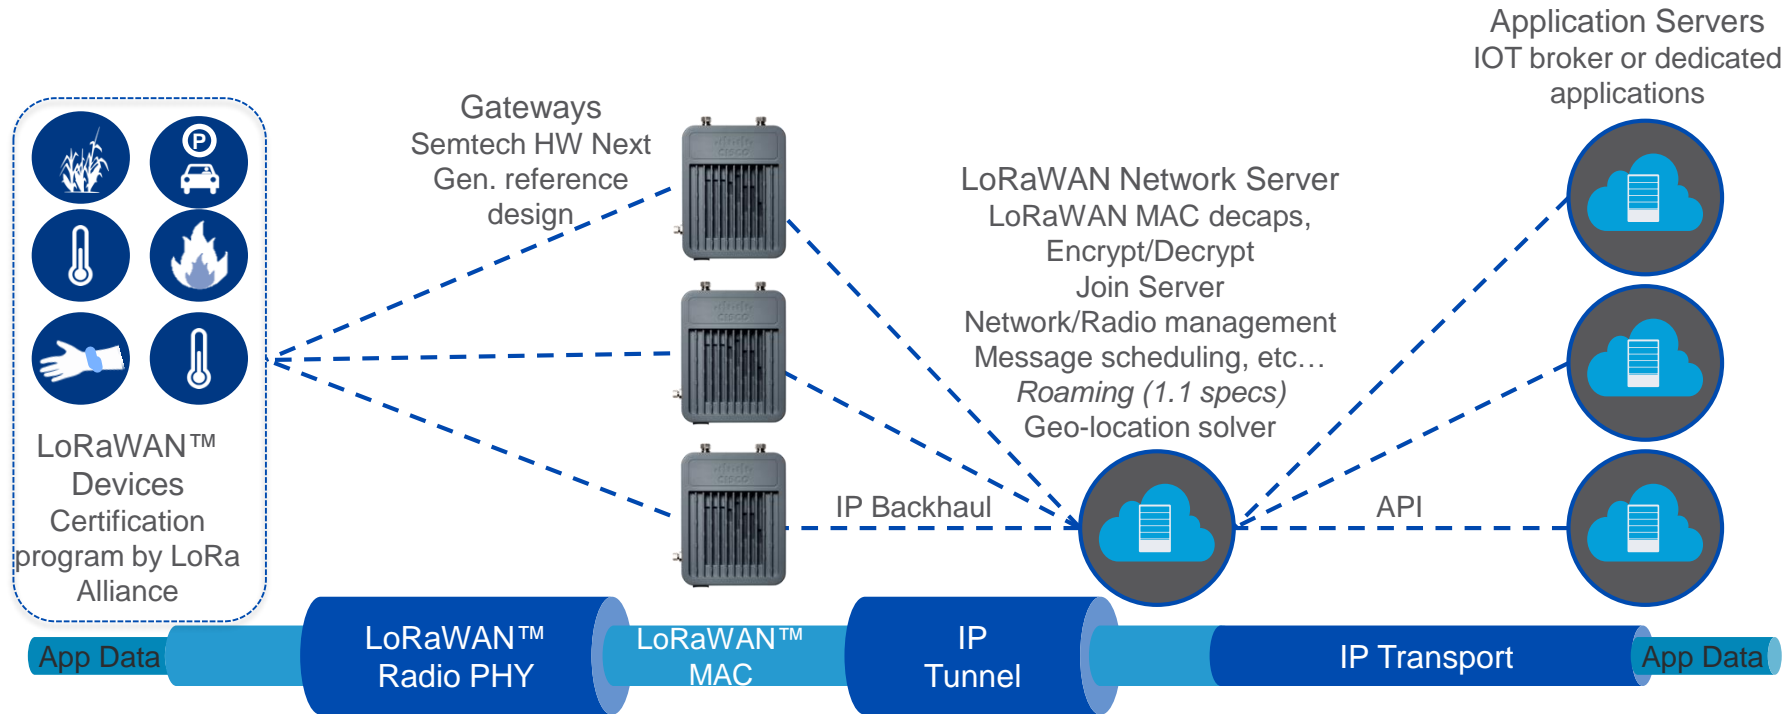 Application Servers
IOT broker or dedicated
applications
Gateways
Semtech HW Next
Gen. reference
design
P
CISCO
CISCO
CISCO
LoRaWAN Network Server
LoRaWAN MAC decaps,
Encrypt/Decrypt
Join Server
Network/Radio management
Message scheduling, etc…
Roaming (1.1 specs)
Geo-location solver
LoRaWAN™
Devices
Certification
program by LoRa
Alliance
IP Backhaul
API
App Data
LoRaWAN™
Radio PHY
LoRaWAN™
MAC
IP
Tunnel
IP Transport
App Data